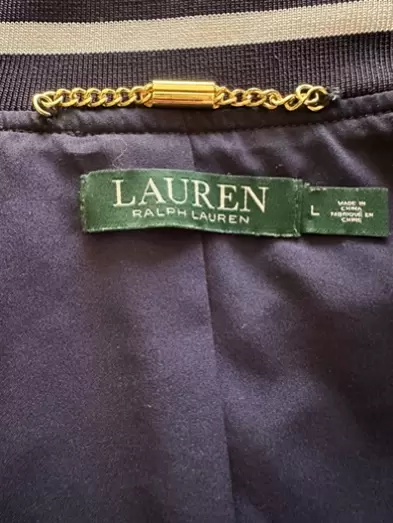 LAUREN
RALPH LAUREN
L
MADE IN
CHINA
FABRIQUÉ EN
CHINE